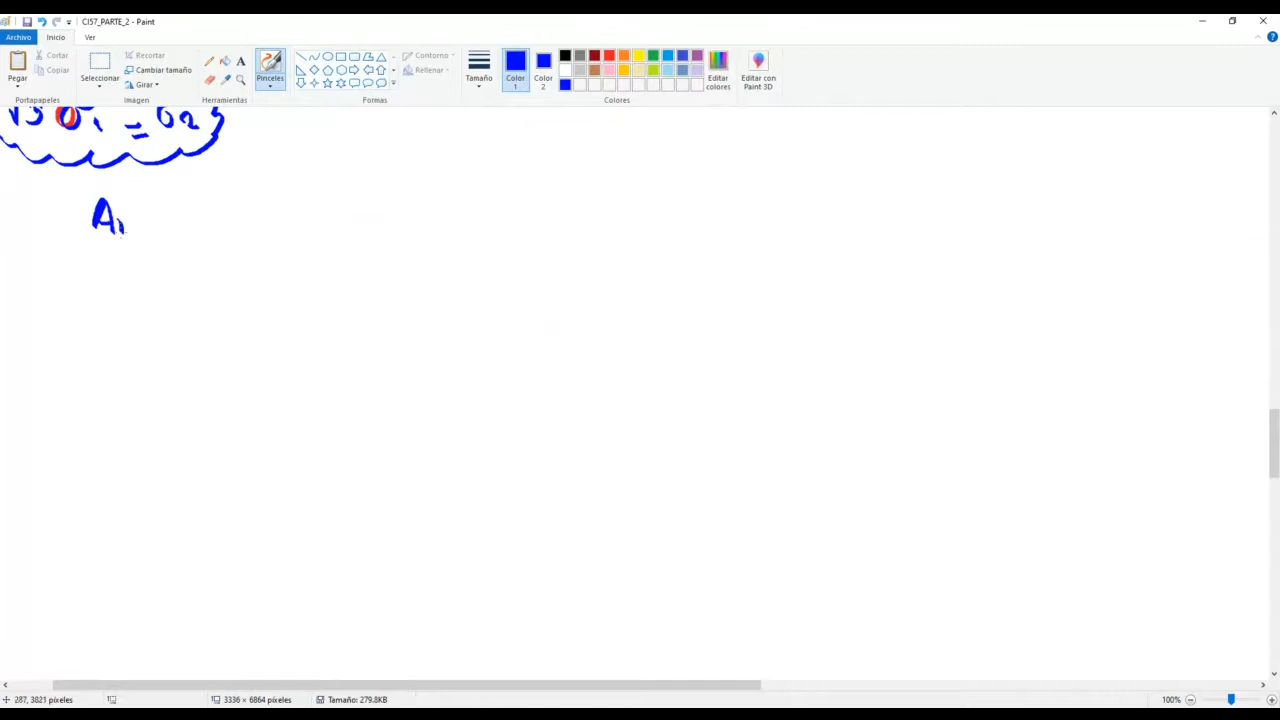 CI57_PARTE_2 - Paint
Archivo Inicio Ver
Pegar
Cortar
Copiar
Portapapeles
Seleccionar
Recortar
Cambiar tamaño
Girar
Imagen
A
Herramientas
Pinceles
Contorno
Rellenar
Formas
Tamaño
Color 1
Color 2
Editar colores
Editar con Paint 3D
Colores
A
287, 3821 píxeles
3336 × 6864 píxeles
Tamaño: 279.8KB
100%